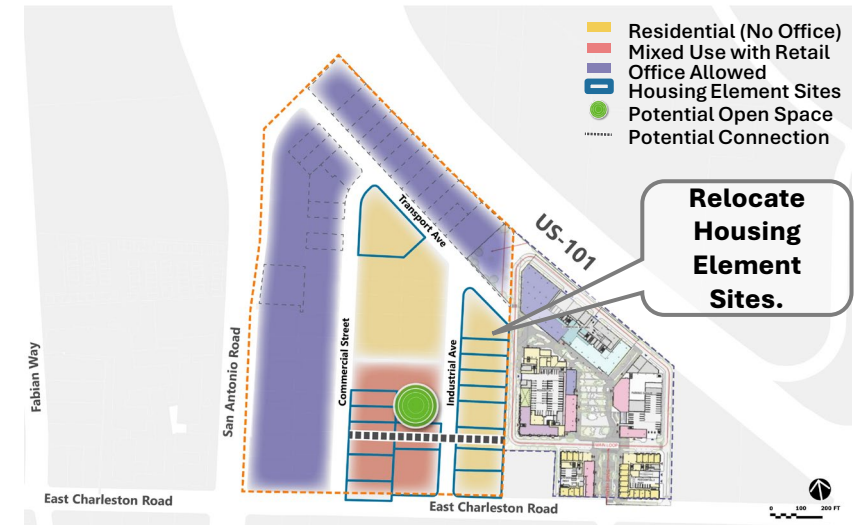 Residential (No Office)
Mixed Use with Retail
Office Allowed
Housing Element Sites
Potential Open Space
Potential Connection
Relocate
Housing
Element
Sites.
US-101
Transport Ave
Commercial Street
Industrial Ave
San Antonio Road
Fabian Way
East Charleston Road
East Charleston Road
0 100 200 FT